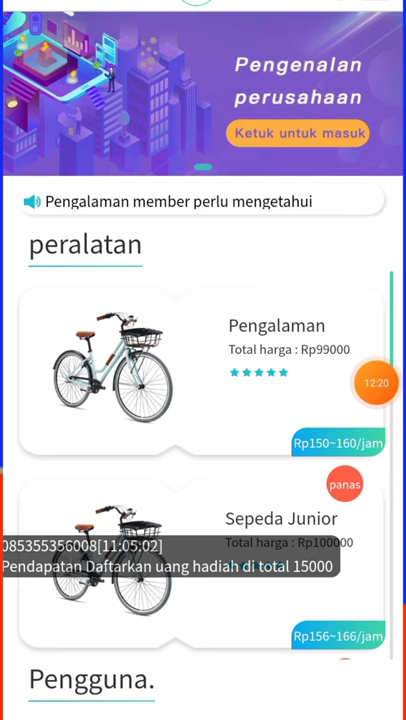 Pengenalan
perusahaan
Ketuk untuk masuk
Pengalaman member perlu mengetahui
peralatan
Pengalaman
Total harga : Rp99000
12:20
Rp150~160/jam
panas
Sepeda Junior
085355356008[11:05:02]
Total harga : Rp100000
Pendapatan Daftarkan uang hadiah di total 15000
Rp156~166/jam
Pengguna.